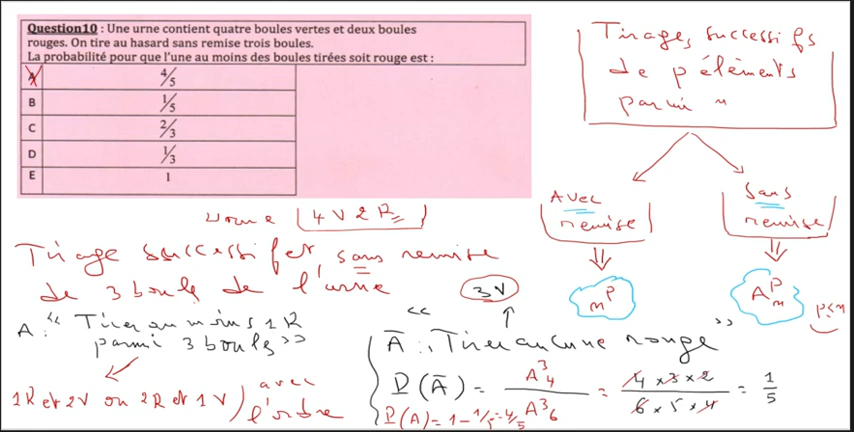 Question10 : Une urne contient quatre boules vertes et deux boules
rouges. On tire au hasard sans remise trois boules.
La probabilité pour que l'une au moins des boules tirées soit rouge est :
A 4/5
B 1/5
C 2/3
D 1/3
E 1
Tirages successifs
de p éléments
parmi n
Avec
remise
Sans
remise
n^p
A_n^p
p≤n
urne 4V 2R
Tirage successif et sans remise
de 3 boules de l'urne
A : " Tirer au moins 1R
parmi 3 boules >>
1R et 2V ou 2R et 1V
avec
l'ordre
3V
<<
Ā : Tirer aucune rouge >>
P(Ā) = A_4^3 / A_6^3 = 4×3×2 / 6×5×4 = 1/5
P(A) = 1 - 1/5 = 4/5